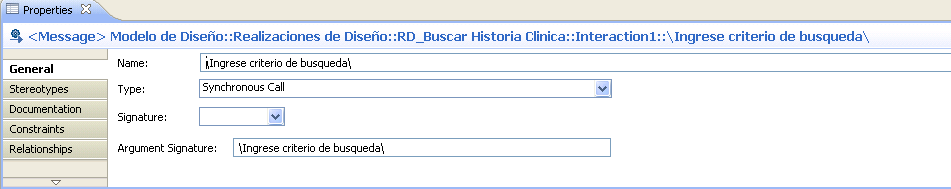 Properties
<Message> Modelo de Diseño::Realizaciones de Diseño::RD_Buscar Historia Clinica::Interaction1::\Ingrese criterio de busqueda\
General
Name: \Ingrese criterio de busqueda\
Stereotypes
Type: Synchronous Call
Documentation
Signature:
Constraints
Relationships
Argument Signature: \Ingrese criterio de busqueda\